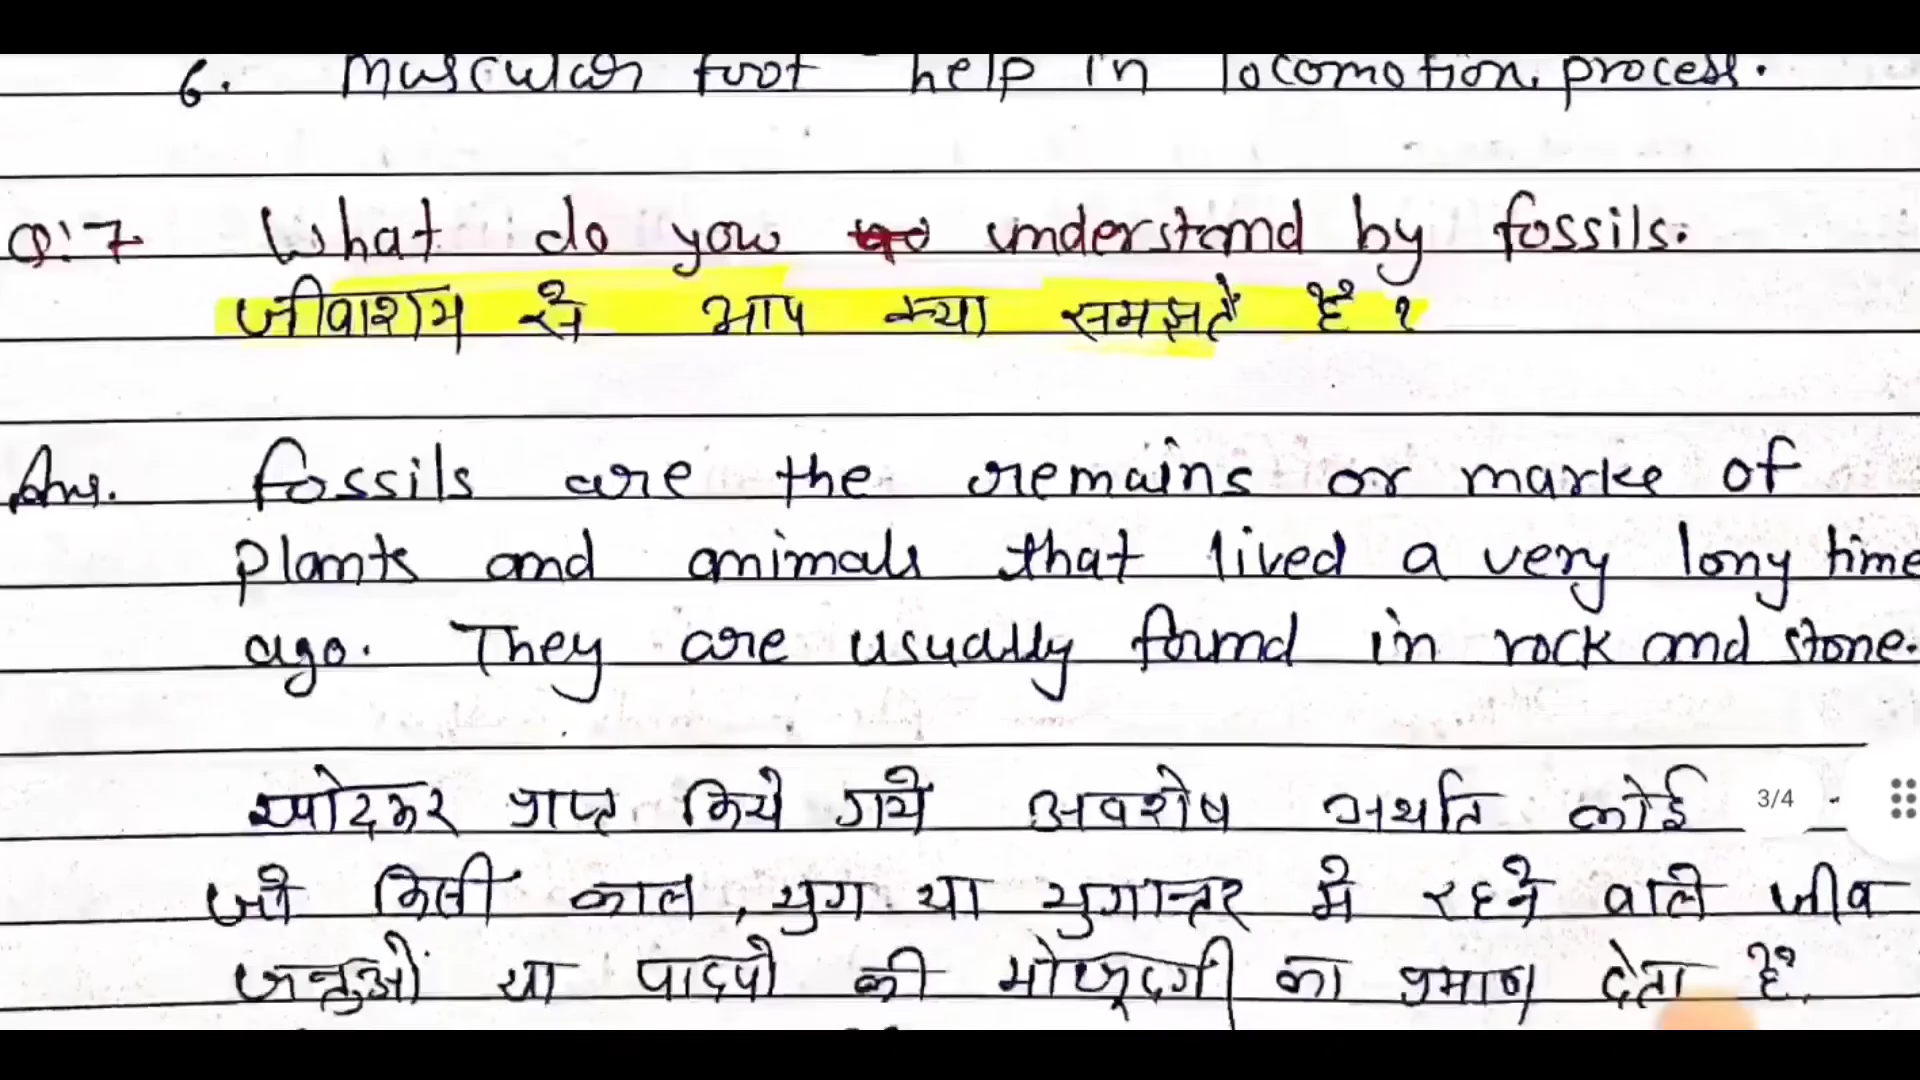 6. Muscular foot help in locomotion process.
Q:7 What do you understand by fossils.
जीवाश्म से आप क्या समझते है ?
Ans. fossils are the remains or marke of
plants and animals that lived a very long time
ago. They are usually found in rock and stone.
खोदकर प्राप्त किये गये अवशेष अर्थात कोई
3/4
जो किसी काल, युग या युगान्तर मे रहने वाले जीव
जन्तुओं या पादपो की मौजूदगी का प्रमाण देता है.